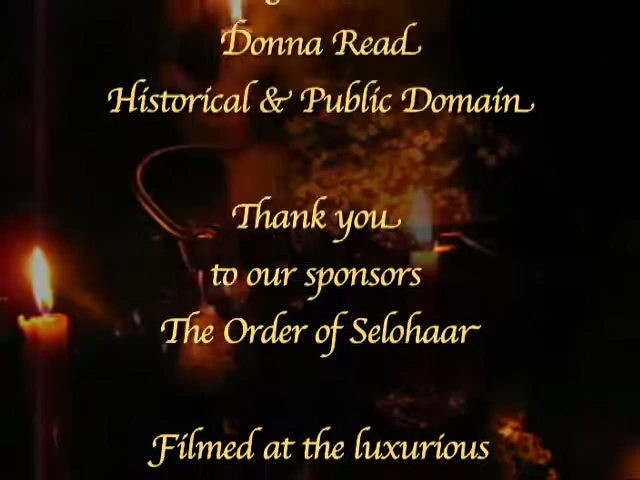 Donna Read
Historical & Public Domain
Thank you
to our sponsors
The Order of Selohaar
Filmed at the luxurious